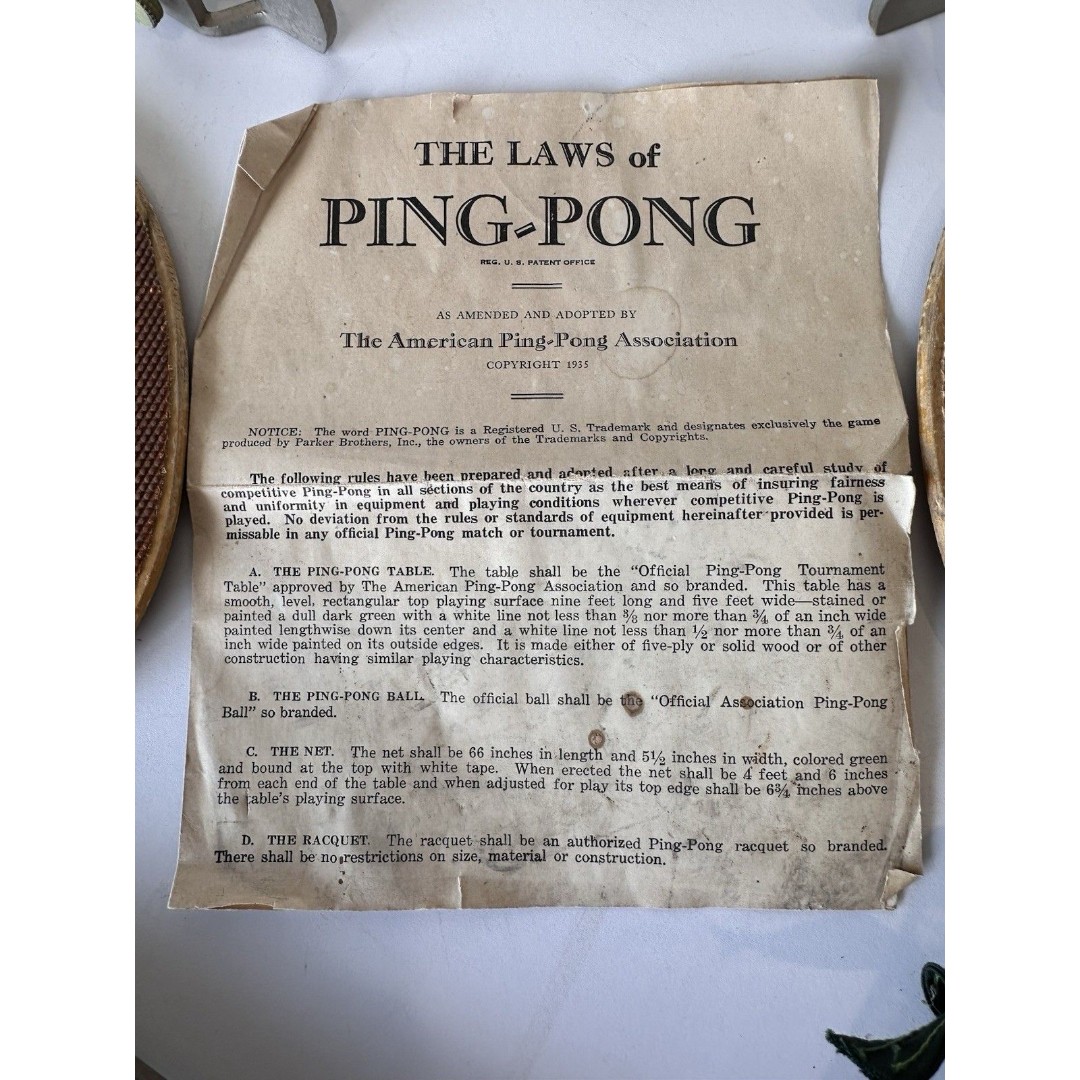 THE LAWS of
PING-PONG
REG. U. S. PATENT OFFICE
AS AMENDED AND ADOPTED BY
The American Ping-Pong Association
COPYRIGHT 1935
NOTICE: The word PING-PONG is a Registered U. S. Trademark and designates exclusively the game
produced by Parker Brothers, Inc., the owners of the Trademarks and Copyrights.
The following rules have been prepared and adopted after a long and careful study of
competitive Ping-Pong in all sections of the country as the best means of insuring fairness
and uniformity in equipment and playing conditions wherever competitive Ping-Pong is
played. No deviation from the rules or standards of equipment hereinafter provided is per-
missable in any official Ping-Pong match or tournament.
A. THE PING-PONG TABLE. The table shall be the “Official Ping-Pong Tournament
Table” approved by The American Ping-Pong Association and so branded. This table has a
smooth, level, rectangular top playing surface nine feet long and five feet wide—stained or
painted a dull dark green with a white line not less than ⅜ nor more than ¾ of an inch wide
painted lengthwise down its center and a white line not less than ½ nor more than ¾ of an
inch wide painted on its outside edges. It is made either of five-ply or solid wood or of other
construction having similar playing characteristics.
B. THE PING-PONG BALL. The official ball shall be the “Official Association Ping-Pong
Ball” so branded.
C. THE NET. The net shall be 66 inches in length and 5½ inches in width, colored green
and bound at the top with white tape. When erected the net shall be 4 feet and 6 inches
from each end of the table and when adjusted for play its top edge shall be 6¾ inches above
the table's playing surface.
D. THE RACQUET. The racquet shall be an authorized Ping-Pong racquet so branded.
There shall be no restrictions on size, material or construction.